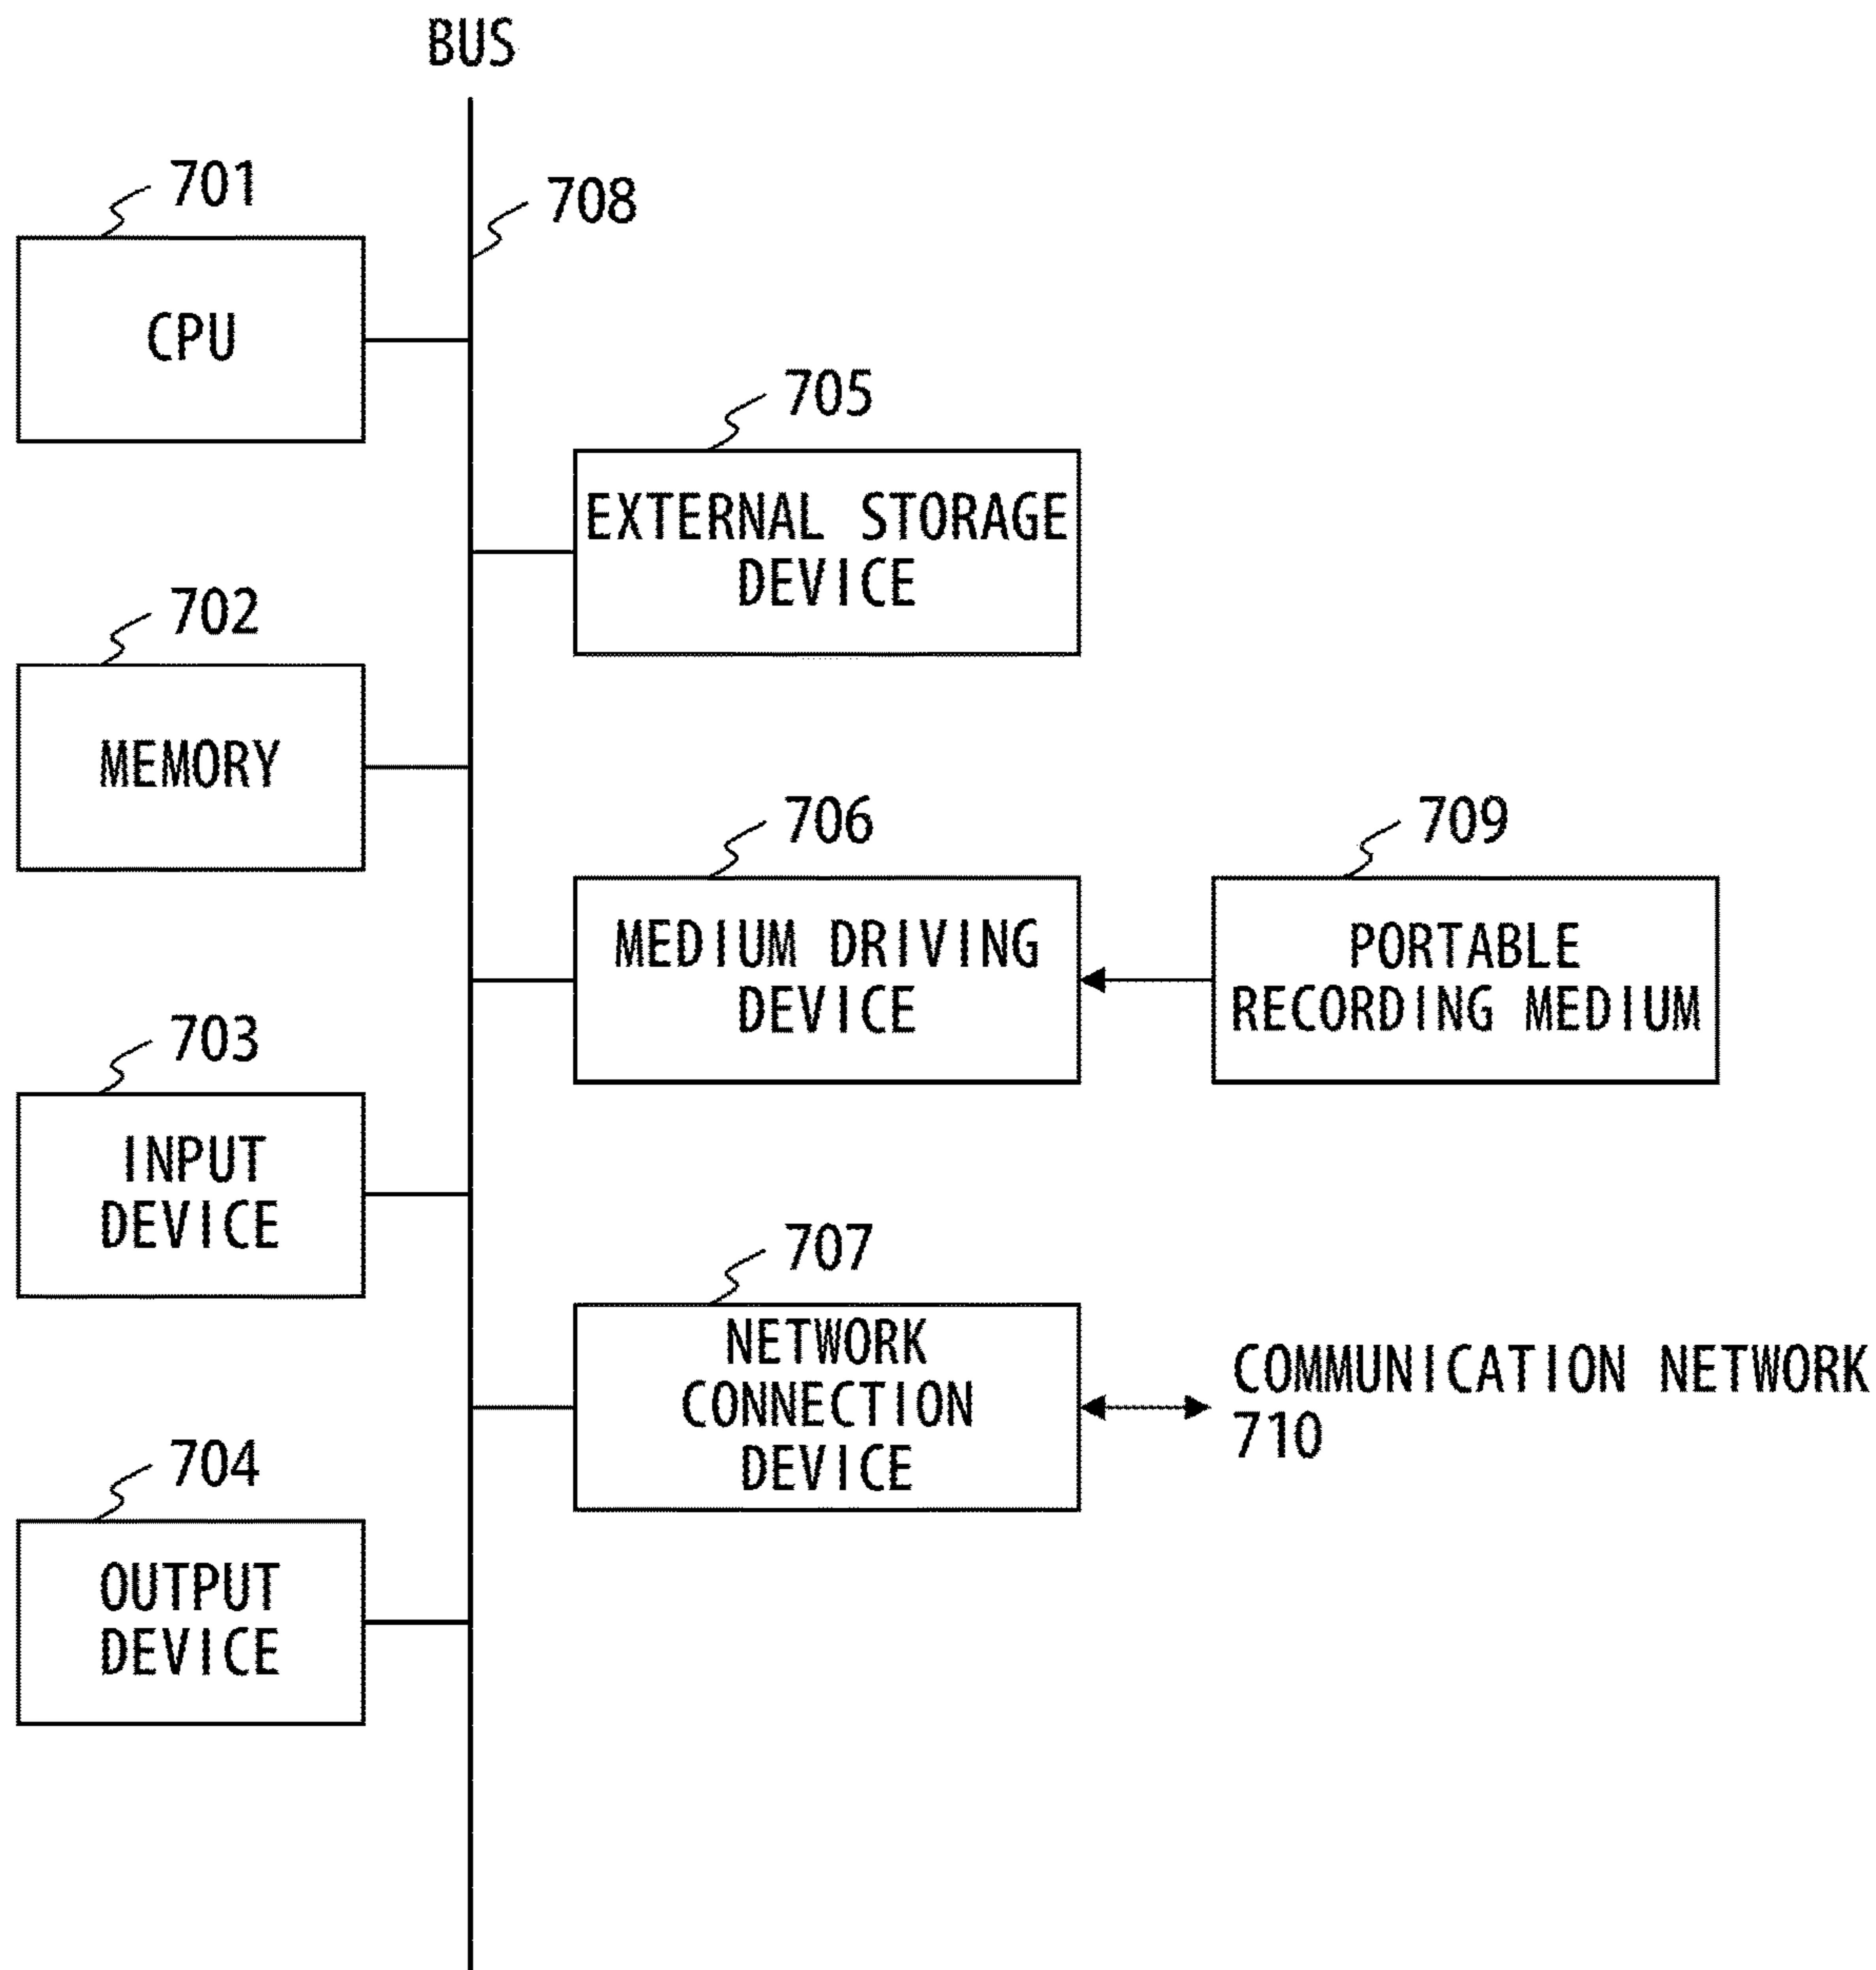 BUS
701
708
CPU
705
EXTERNAL STORAGE
DEVICE
702
MEMORY
706
709
MEDIUM DRIVING
DEVICE
PORTABLE
RECORDING MEDIUM
703
INPUT
DEVICE
707
NETWORK
CONNECTION
DEVICE
COMMUNICATION NETWORK
710
704
OUTPUT
DEVICE